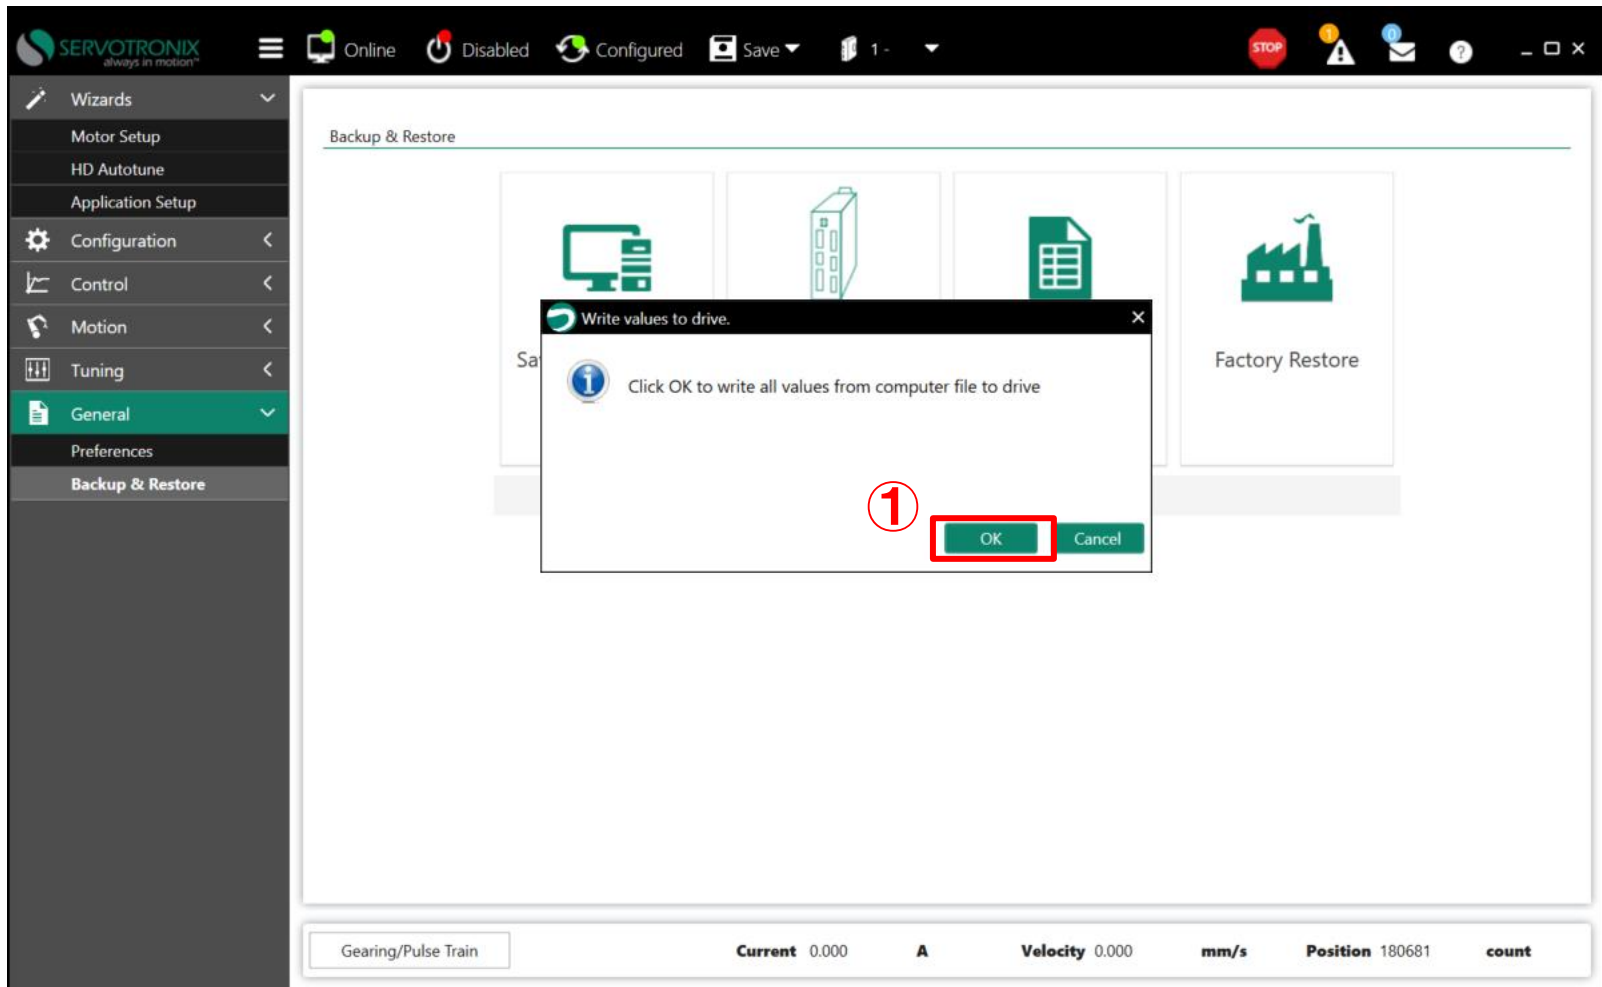 SERVOTRONIX
always in motion™
Online
Disabled
Configured
Save
1 -
STOP
1
0
?
Wizards
Motor Setup
HD Autotune
Application Setup
Configuration
Control
Motion
Tuning
General
Preferences
Backup & Restore
Backup & Restore
Sa
Factory Restore
Write values to drive.
i
Click OK to write all values from computer file to drive
①
OK
Cancel
Gearing/Pulse Train
Current 0.000 A
Velocity 0.000 mm/s
Position 180681 count